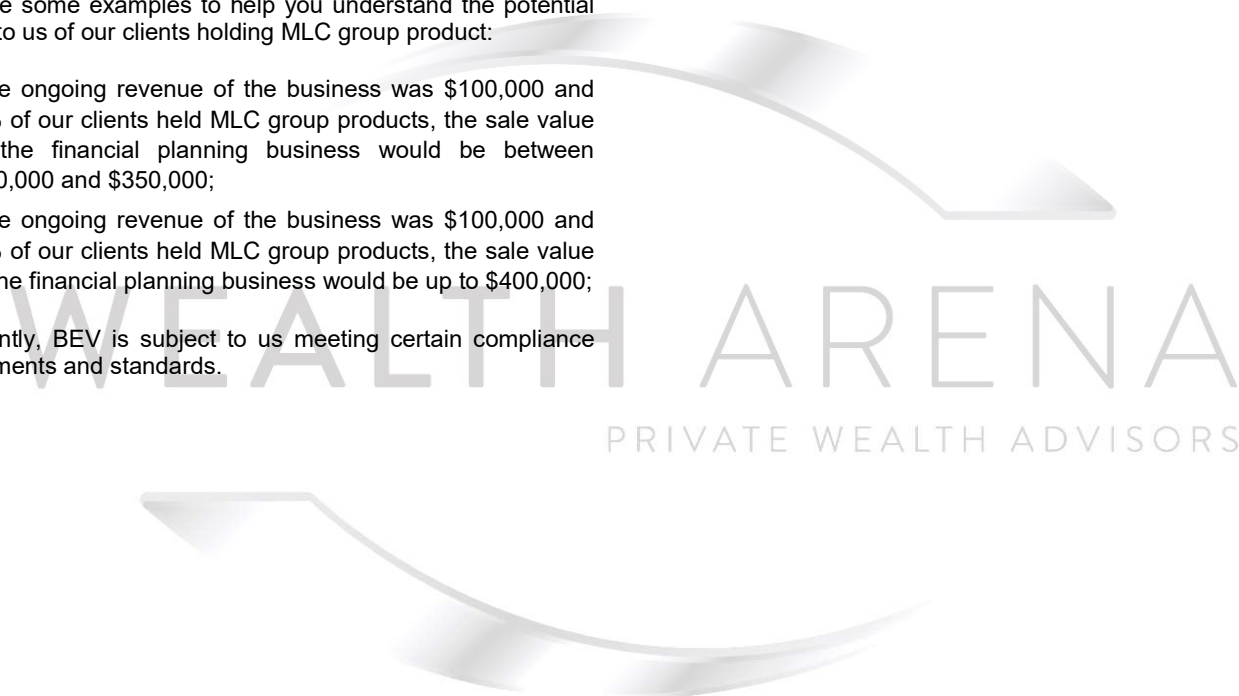 e some examples to help you understand the potential
to us of our clients holding MLC group product:
e ongoing revenue of the business was $100,000 and
of our clients held MLC group products, the sale value
the financial planning business would be between
0,000 and $350,000;
e ongoing revenue of the business was $100,000 and
of our clients held MLC group products, the sale value
he financial planning business would be up to $400,000;
ntly, BEV is subject to us meeting certain compliance
ments and standards.
WEALTH ARENA
PRIVATE WEALTH ADVISORS